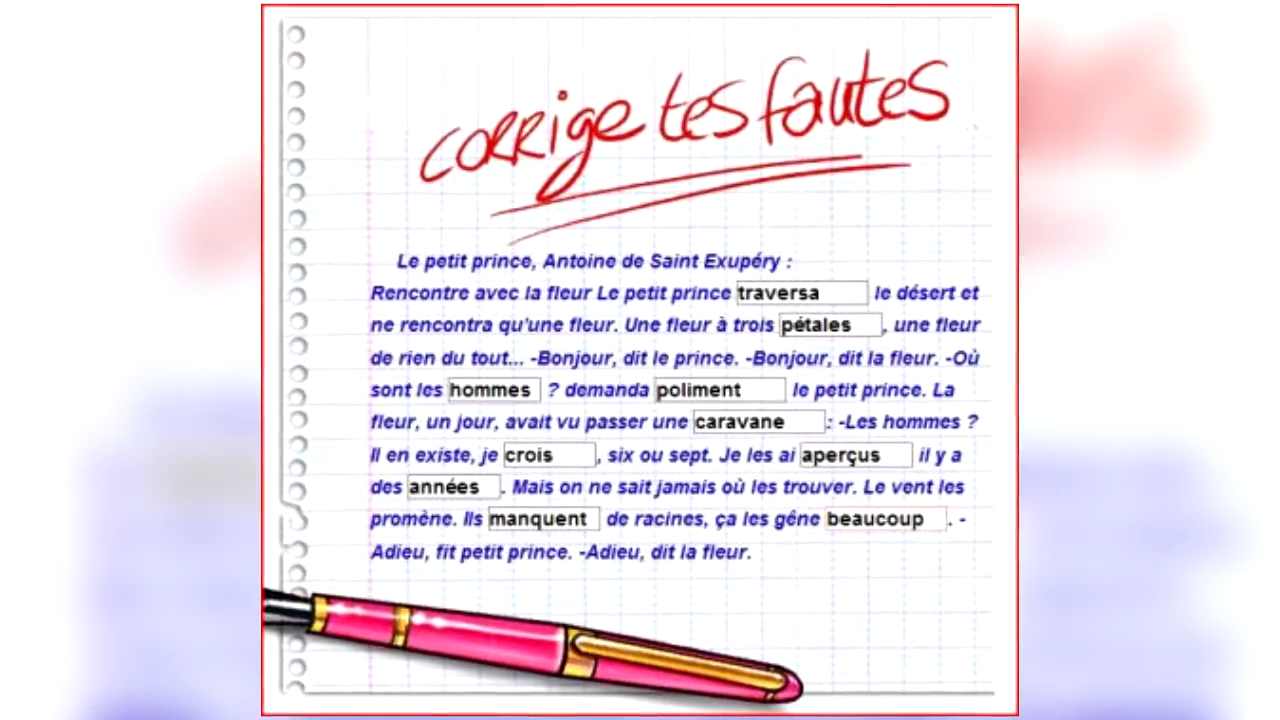 corrige tes fautes
Le petit prince, Antoine de Saint Exupéry :
Rencontre avec la fleur Le petit prince traversa le désert et
ne rencontra qu'une fleur. Une fleur à trois pétales , une fleur
de rien du tout... -Bonjour, dit le prince. -Bonjour, dit la fleur. -Où
sont les hommes ? demanda poliment le petit prince. La
fleur, un jour, avait vu passer une caravane : -Les hommes ?
Il en existe, je crois , six ou sept. Je les ai aperçus il y a
des années . Mais on ne sait jamais où les trouver. Le vent les
promène. Ils manquent de racines, ça les gêne beaucoup . -
Adieu, fit petit prince. -Adieu, dit la fleur.